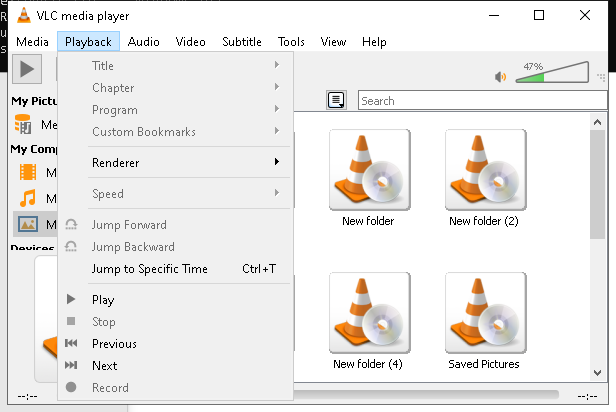 VLC media player
Media Playback Audio Video Subtitle Tools View Help
47%
Title
Chapter
Program
Custom Bookmarks
Renderer
Speed
Jump Forward
Jump Backward
Jump to Specific Time Ctrl+T
Play
Stop
Previous
Next
Record
My Pictu
Me
My Comp
M
M
M
Devices
Search
New folder
New folder (2)
New folder (4)
Saved Pictures
--:--
--:--